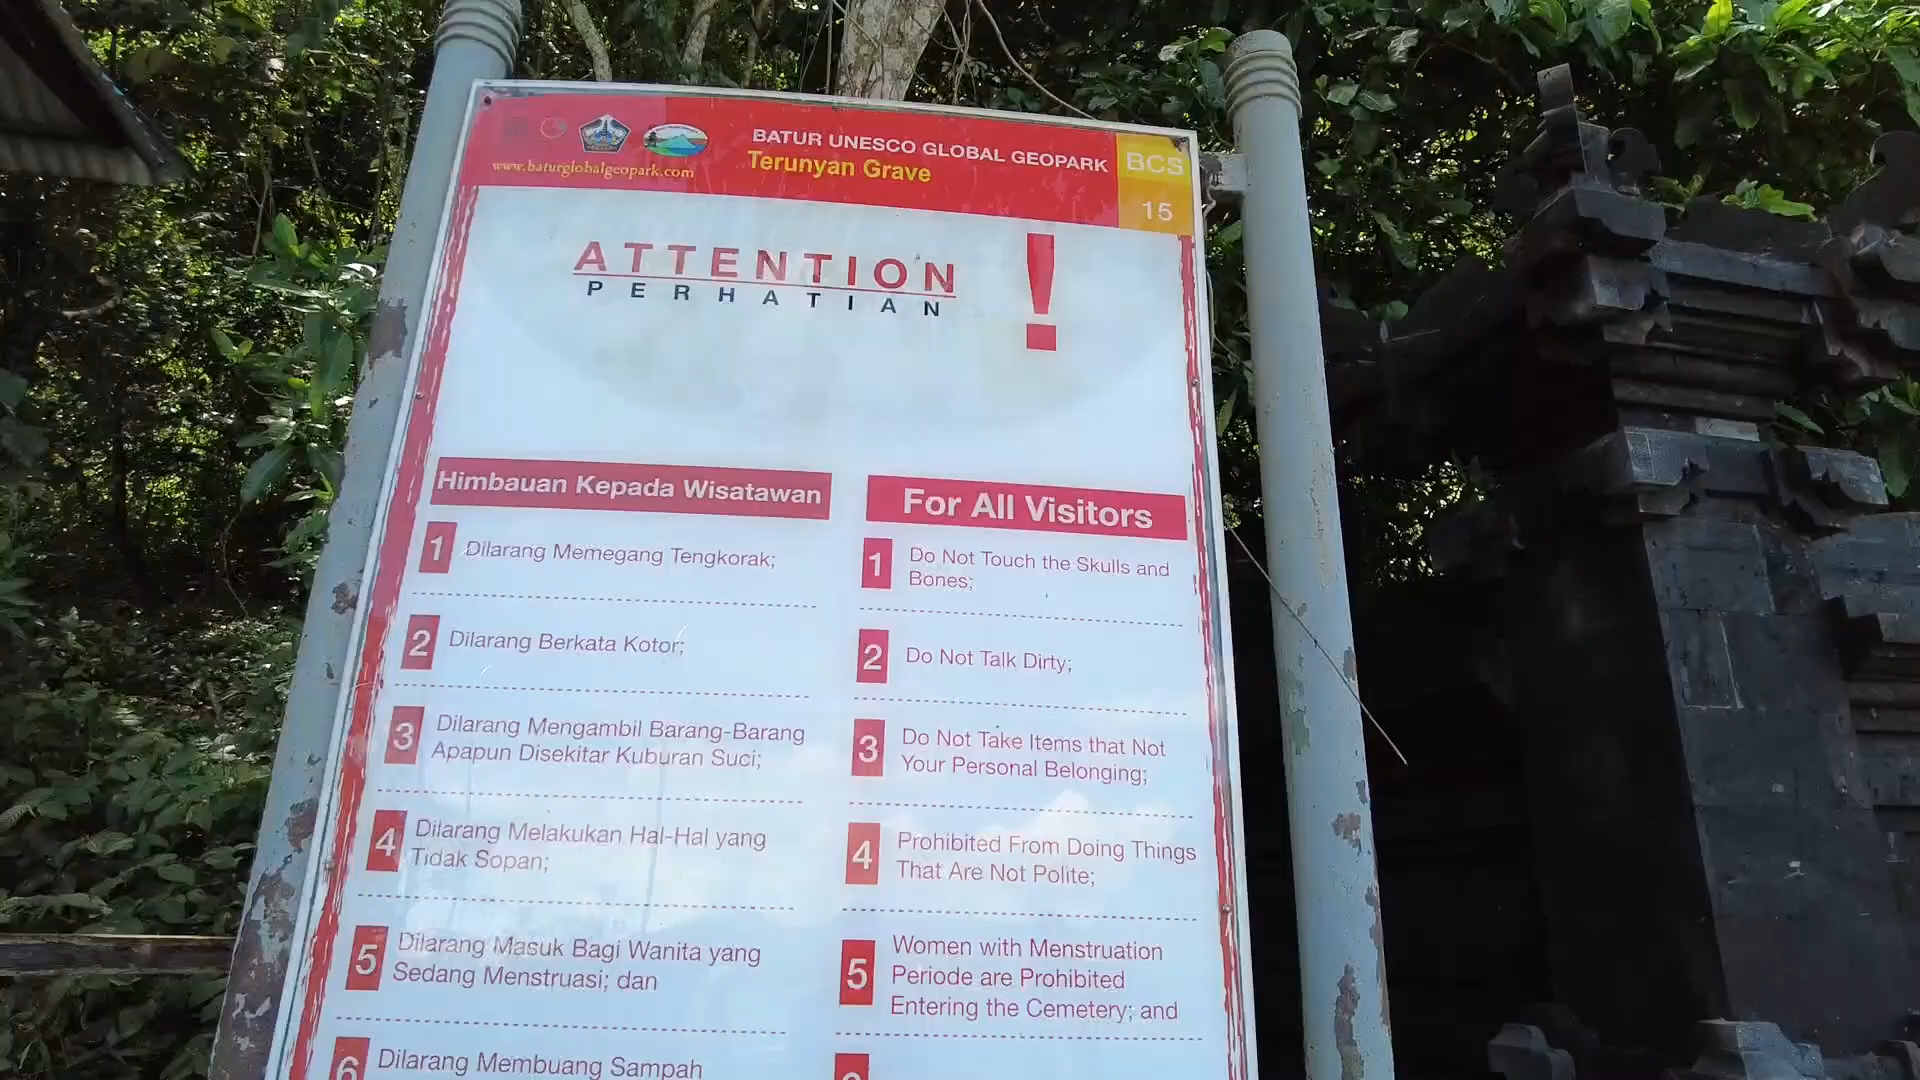 www.baturglobalgeopark.com
BATUR UNESCO GLOBAL GEOPARK
Terunyan Grave
BCS
15
ATTENTION
PERHATIAN
!
Himbauan Kepada Wisatawan
1 Dilarang Memegang Tengkorak;
2 Dilarang Berkata Kotor;
3 Dilarang Mengambil Barang-Barang
Apapun Disekitar Kuburan Suci;
4 Dilarang Melakukan Hal-Hal yang
Tidak Sopan;
5 Dilarang Masuk Bagi Wanita yang
Sedang Menstruasi; dan
6 Dilarang Membuang Sampah
For All Visitors
1 Do Not Touch the Skulls and
Bones;
2 Do Not Talk Dirty;
3 Do Not Take Items that Not
Your Personal Belonging;
4 Prohibited From Doing Things
That Are Not Polite;
5 Women with Menstruation
Periode are Prohibited
Entering the Cemetery; and